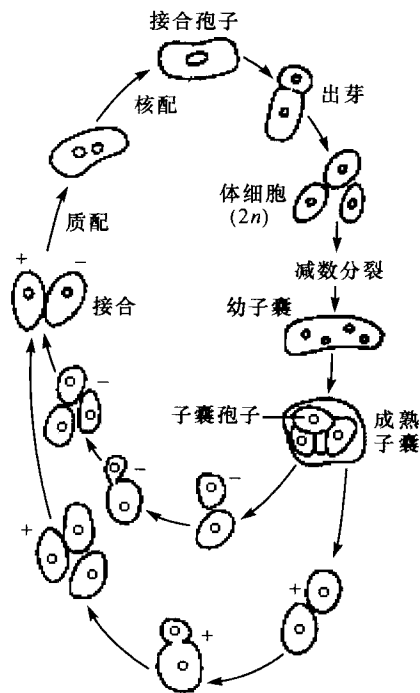 接合孢子
核配
出芽
体细胞
(2n)
质配
+
−
接合
减数分裂
幼子囊
子囊孢子
成熟
子囊
−
−
−
+
+
+